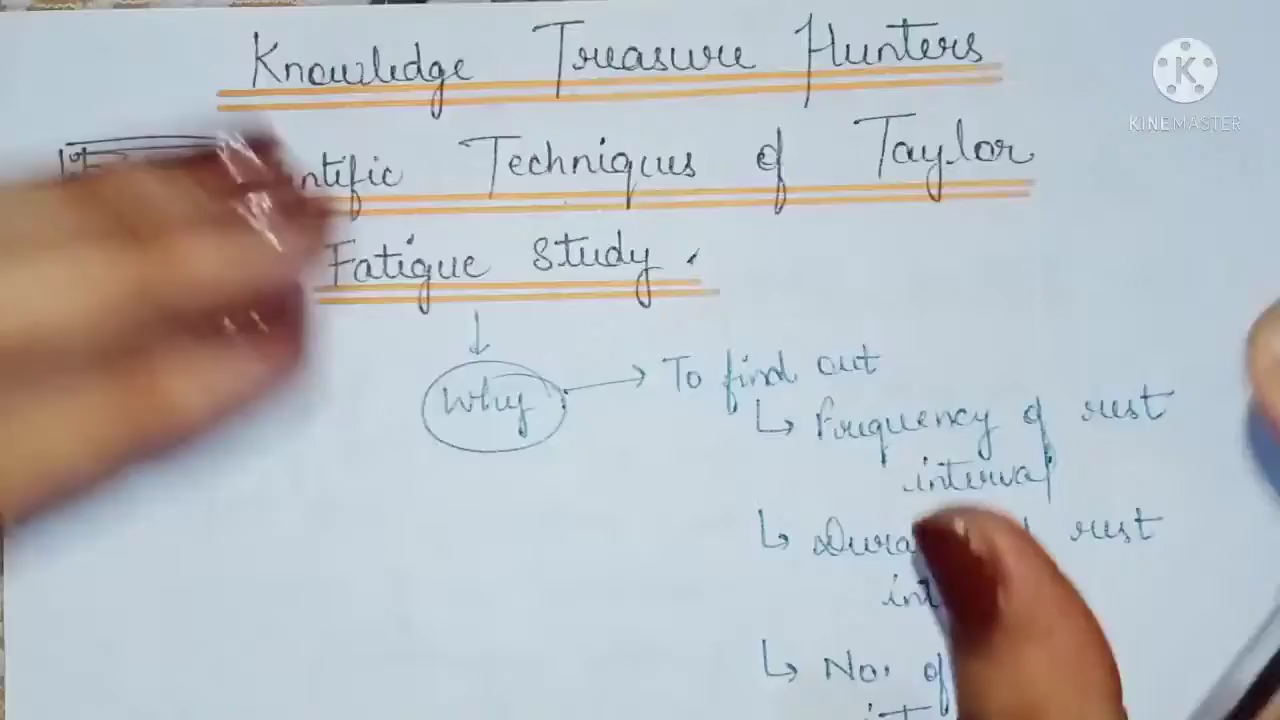 Knowledge Treasure Hunters
KINEMASTER
Techniques of Taylor
Fatigue Study.
Why → To find out
↳ Frequency of rest
interval
↳ rest
↳ No. of